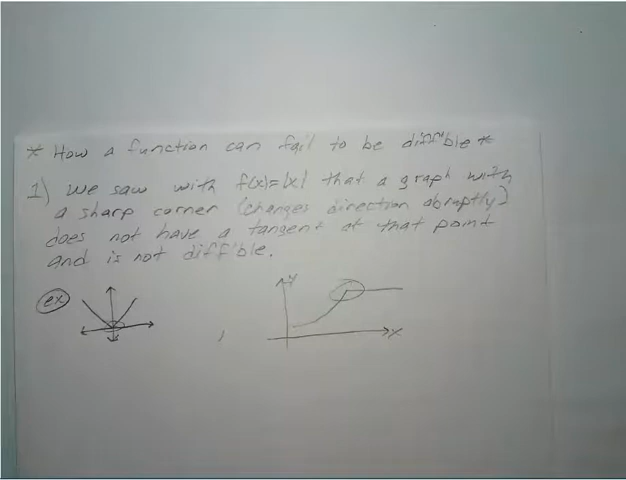 * How a function can fail to be diff'ble *
1) We saw with f(x)=|x| that a graph with
a sharp corner (changes direction abruptly)
does not have a tangent at that point
and is not diff'ble.
ex
y
x